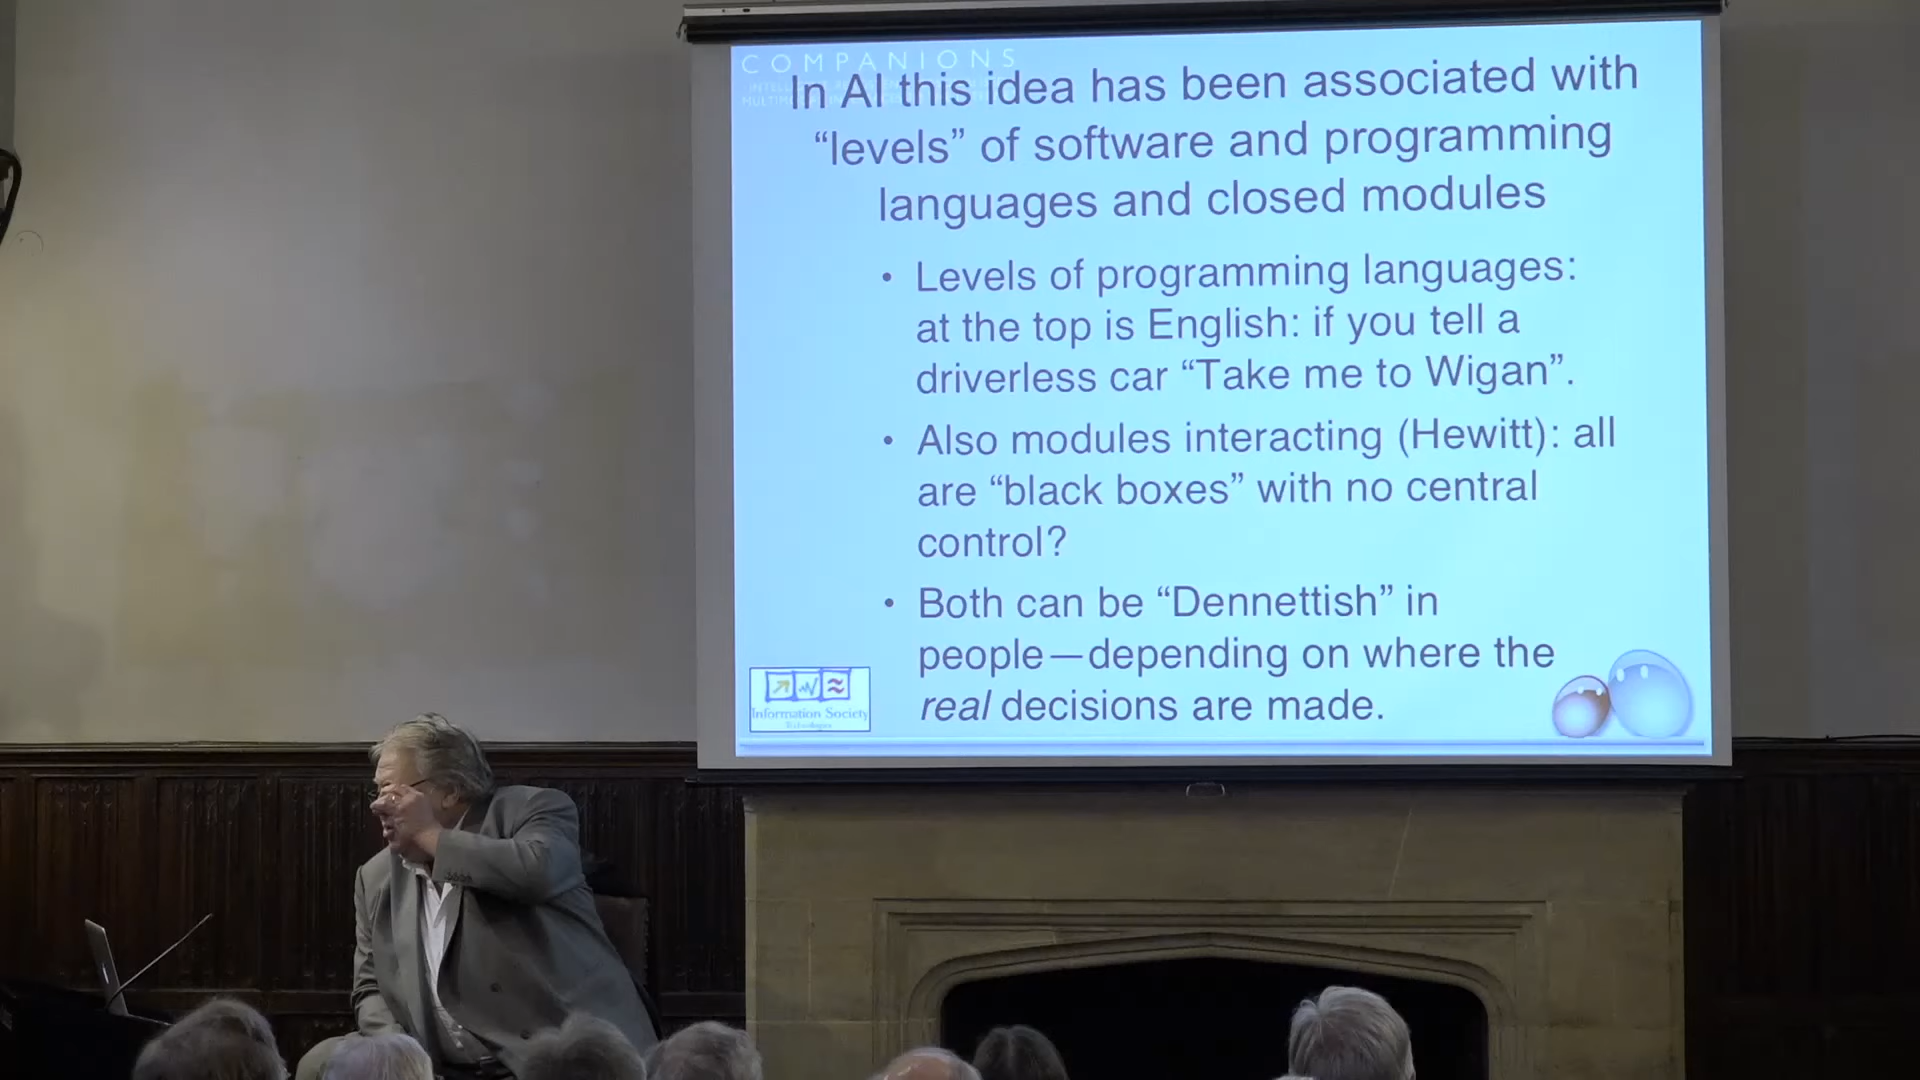 COMPANIONS
In AI this idea has been associated with
“levels” of software and programming
languages and closed modules
• Levels of programming languages:
at the top is English: if you tell a
driverless car “Take me to Wigan”.
• Also modules interacting (Hewitt): all
are “black boxes” with no central
control?
• Both can be “Dennettish” in
people—depending on where the
real decisions are made.
Information Society
Technologies